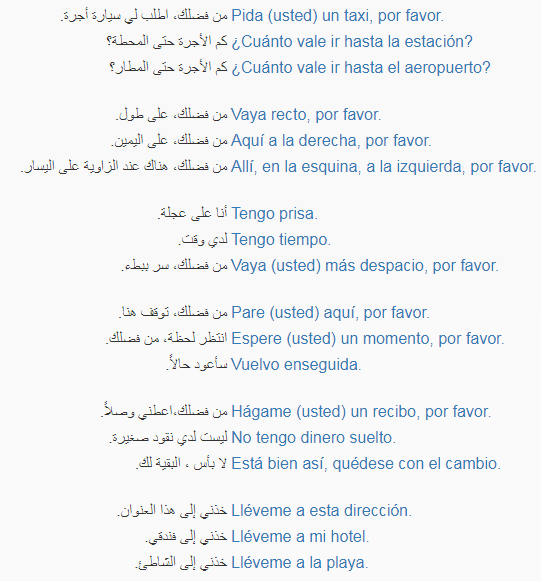 من فضلك، اطلب لي سيارة أجرة. Pida (usted) un taxi, por favor.
كم الأجرة حتى المحطة؟ ¿Cuánto vale ir hasta la estación?
كم الأجرة حتى المطار؟ ¿Cuánto vale ir hasta el aeropuerto?
من فضلك، على طول. Vaya recto, por favor.
من فضلك، على اليمين. Aquí a la derecha, por favor.
من فضلك، هناك عند الزاوية على اليسار. Allí, en la esquina, a la izquierda, por favor.
أنا على عجلة. Tengo prisa.
لدي وقت. Tengo tiempo.
من فضلك، سر ببطء. Vaya (usted) más despacio, por favor.
من فضلك، توقف هنا. Pare (usted) aquí, por favor.
انتظر لحظة، من فضلك. Espere (usted) un momento, por favor.
سأعود حالاً. Vuelvo enseguida.
من فضلك،اعطني وصلاً. Hágame (usted) un recibo, por favor.
ليست لدي نقود صغيرة. No tengo dinero suelto.
لا بأس ، البقية لك. Está bien así, quédese con el cambio.
خذني إلى هذا العنوان. Lléveme a esta dirección.
خذني إلى فندقي. Lléveme a mi hotel.
خذني إلى الشاطئ. Lléveme a la playa.